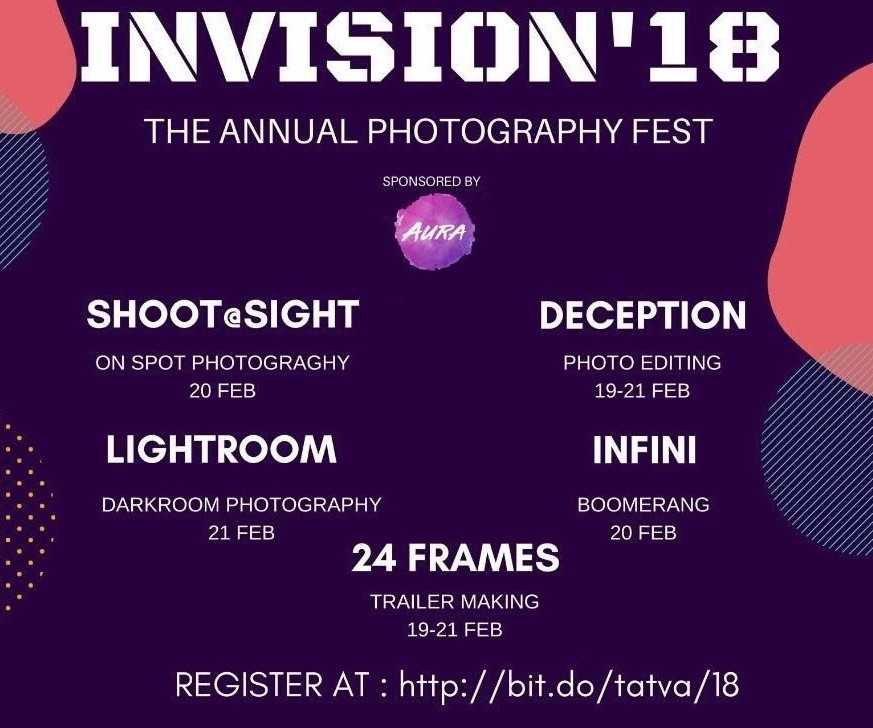 INVISION'18
THE ANNUAL PHOTOGRAPHY FEST
SPONSORED BY
AURA
SHOOT@SIGHT
ON SPOT PHOTOGRAGHY
20 FEB
DECEPTION
PHOTO EDITING
19-21 FEB
LIGHTROOM
DARKROOM PHOTOGRAPHY
21 FEB
INFINI
BOOMERANG
20 FEB
24 FRAMES
TRAILER MAKING
19-21 FEB
REGISTER AT : http://bit.do/tatva/18